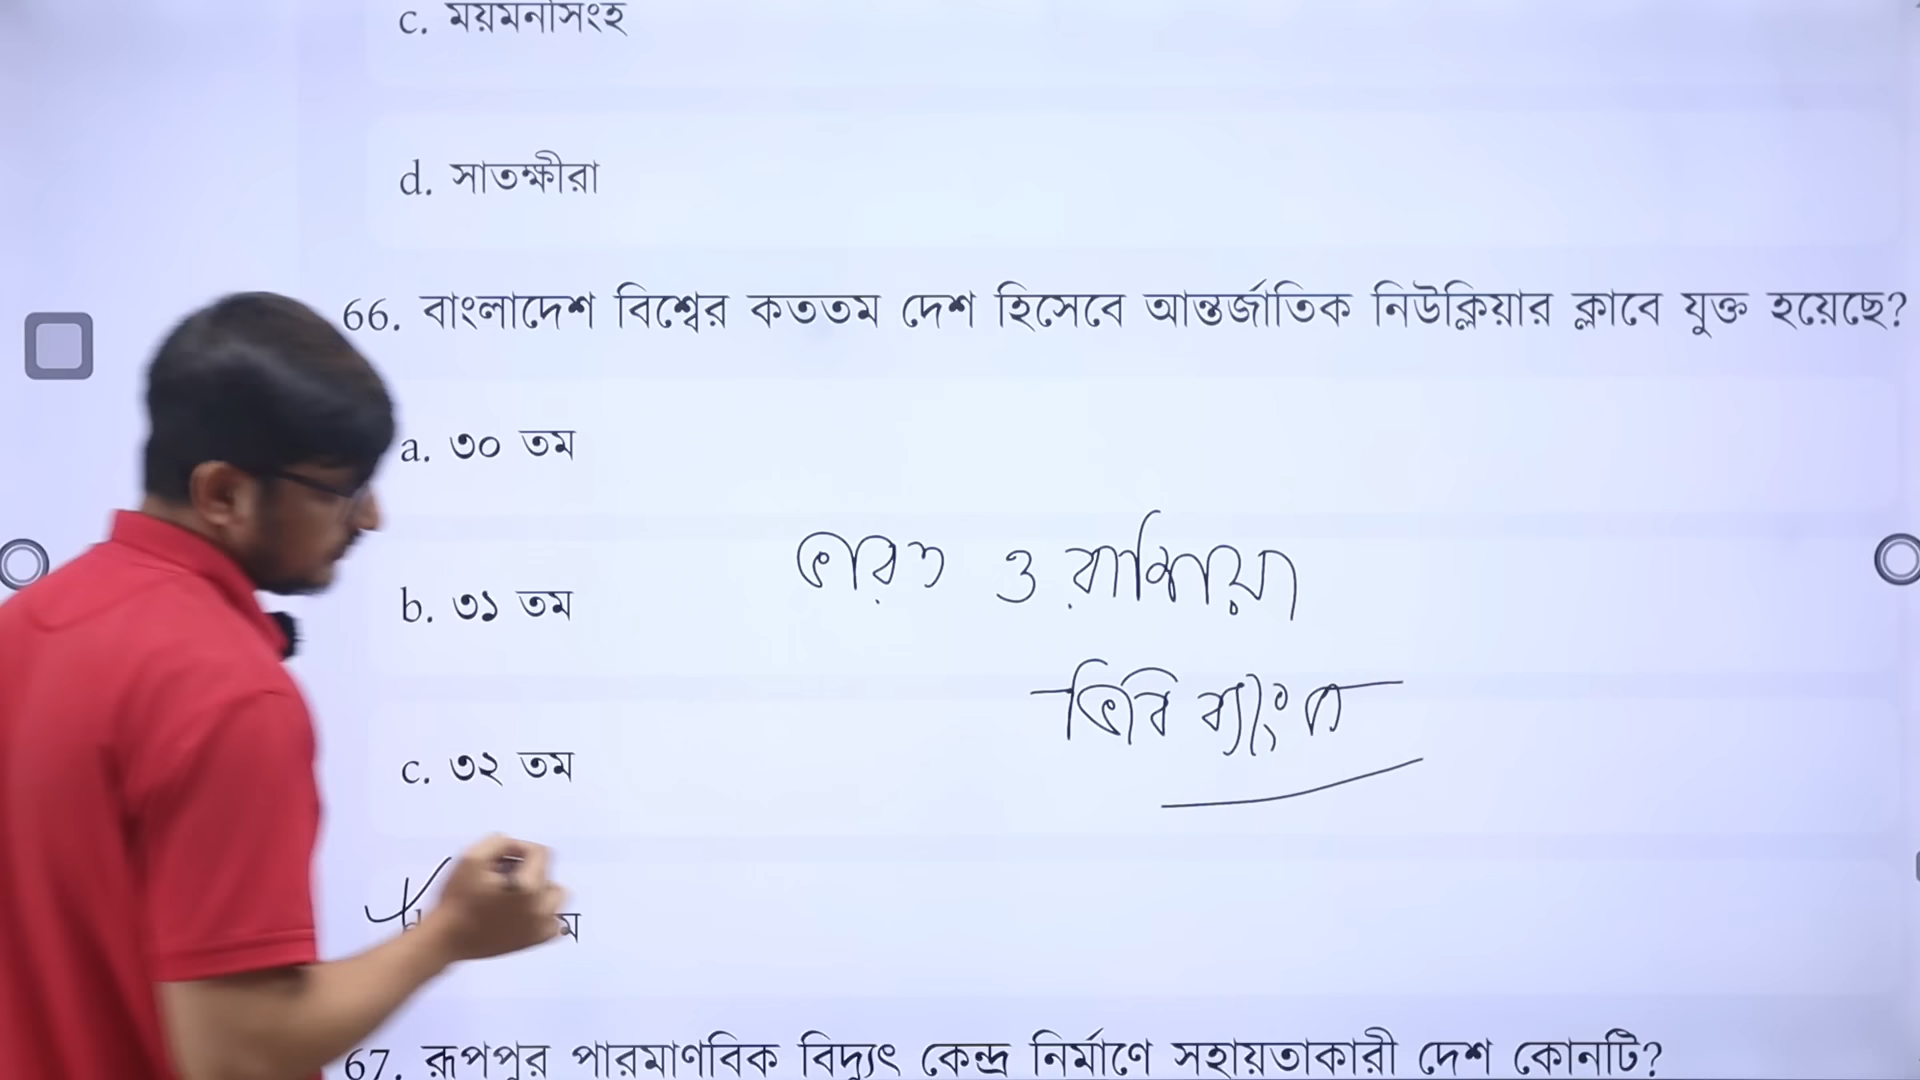 c. ময়মনসিংহ
d. সাতক্ষীরা
66. বাংলাদেশ বিশ্বের কততম দেশ হিসেবে আন্তর্জাতিক নিউক্লিয়ার ক্লাবে যুক্ত হয়েছে?
a. ৩০ তম
b. ৩১ তম
ভারত ও রাশিয়া
c. ৩২ তম
67. রূপপুর পারমাণবিক বিদ্যুৎ কেন্দ্র নির্মাণে সহায়তাকারী দেশ কোনটি?